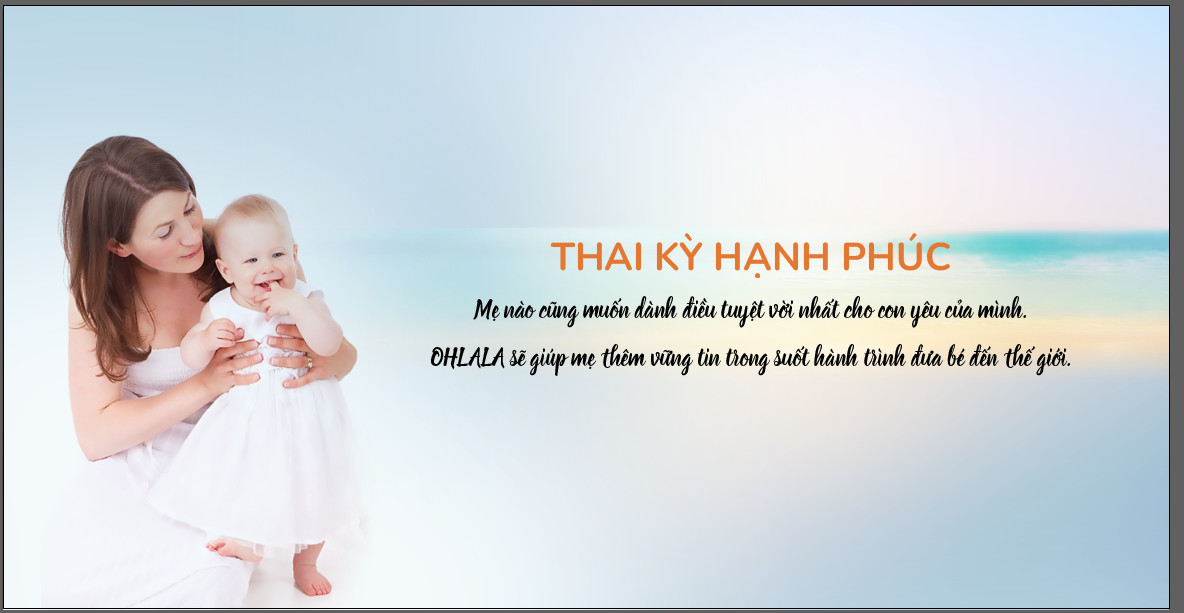 THAI KỲ HẠNH PHÚC
Mẹ nào cũng muốn dành điều tuyệt vời nhất cho con yêu của mình.
OHLALA sẽ giúp mẹ thêm vững tin trong suốt hành trình đưa bé đến thế giới.